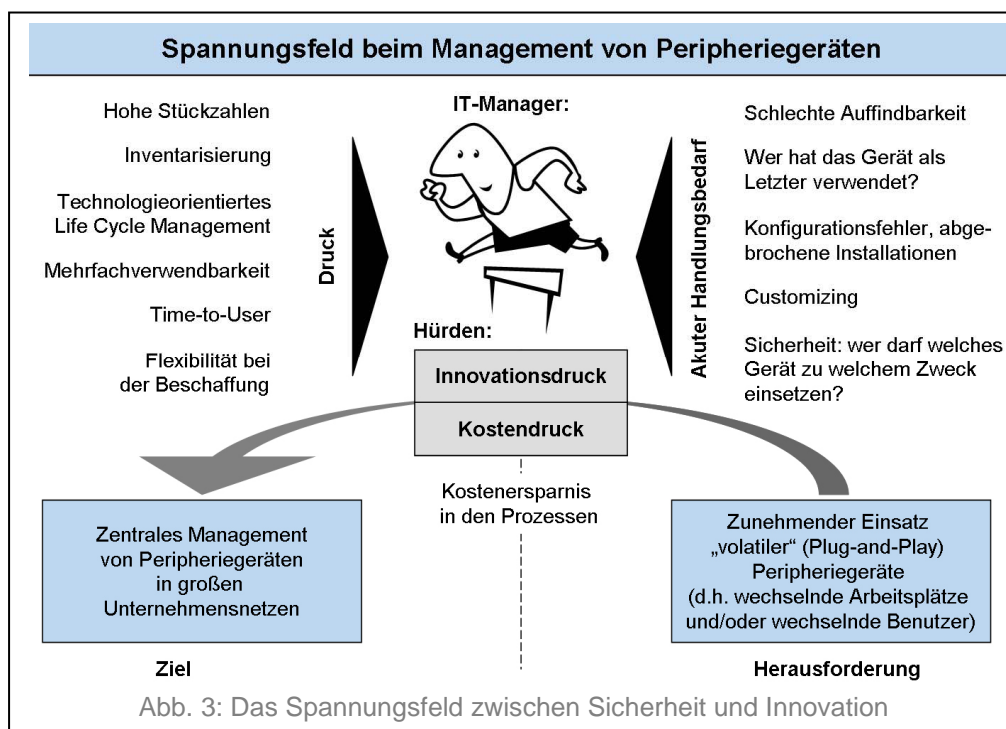 Spannungsfeld beim Management von Peripheriegeräten
Hohe Stückzahlen
Inventarisierung
Technologieorientiertes
Life Cycle Management
Mehrfachverwendbarkeit
Time-to-User
Flexibilität bei
der Beschaffung
Druck
IT-Manager:
Hürden:
Innovationsdruck
Kostendruck
Kostenersparnis
in den Prozessen
Akuter Handlungsbedarf
Schlechte Auffindbarkeit
Wer hat das Gerät als
Letzter verwendet?
Konfigurationsfehler, abge-
brochene Installationen
Customizing
Sicherheit: wer darf welches
Gerät zu welchem Zweck
einsetzen?
Zentrales Management
von Peripheriegeräten
in großen
Unternehmensnetzen
Ziel
Zunehmender Einsatz
„volatiler“ (Plug-and-Play)
Peripheriegeräte
(d.h. wechselnde Arbeitsplätze
und/oder wechselnde Benutzer)
Herausforderung
Abb. 3: Das Spannungsfeld zwischen Sicherheit und Innovation